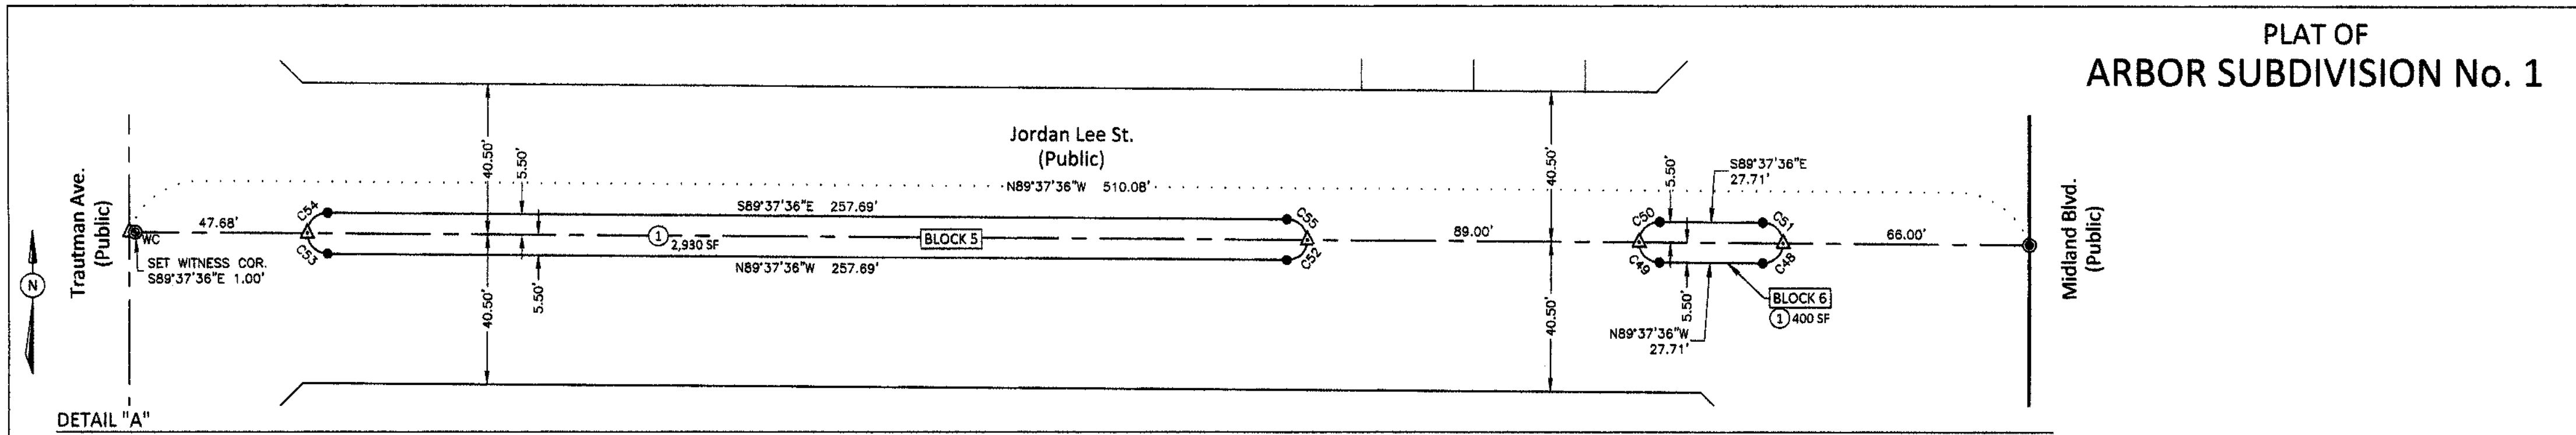 PLAT OF
ARBOR SUBDIVISION No. 1
Jordan Lee St.
(Public)
Trautman Ave.
(Public)
Midland Blvd.
(Public)
40.50'
5.50'
40.50'
5.50'
S89°37'36"E
27.71'
N89°37'36"W 510.08'
C54
S89°37'36"E 257.69'
C55
C50
C51
47.68'
WC
1
2,930 SF
BLOCK 5
89.00'
66.00'
SET WITNESS COR.
S89°37'36"E 1.00'
C53
N89°37'36"W 257.69'
C52
C49
C48
N
40.50'
5.50'
40.50'
5.50'
BLOCK 6
1 400 SF
N89°37'36"W
27.71'
DETAIL "A"